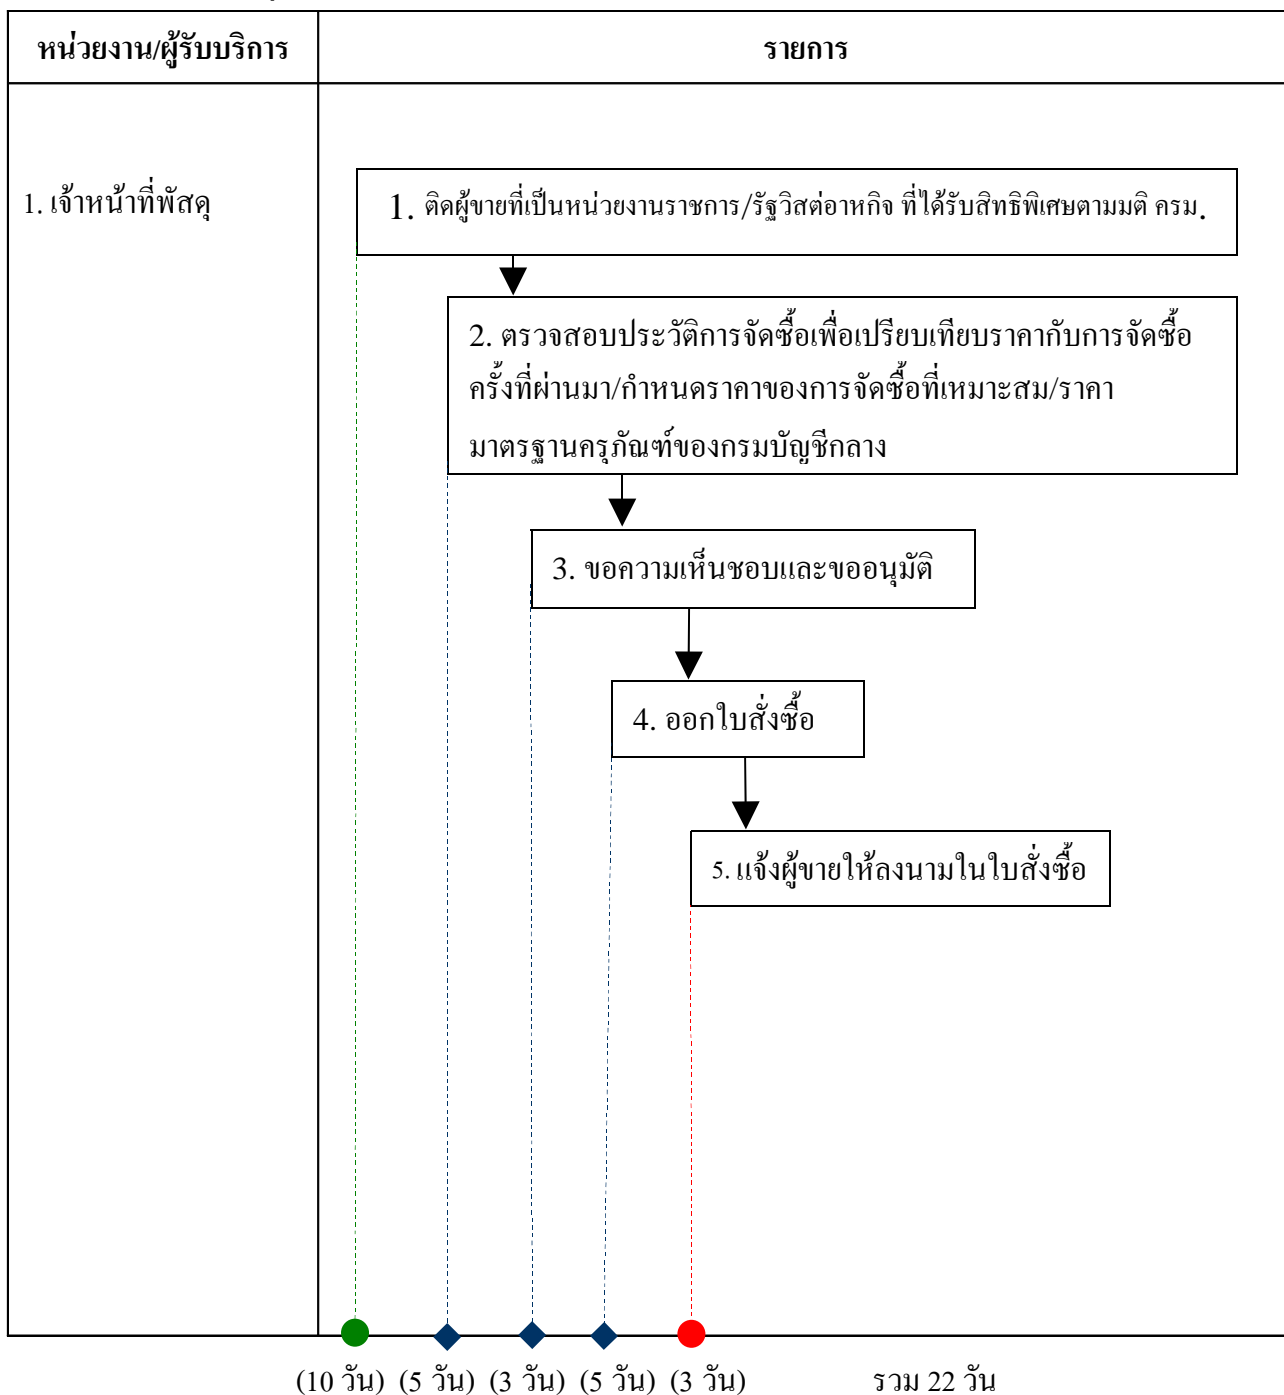 หน่วยงาน/ผู้รับบริการ
รายการ
1. เจ้าหน้าที่พัสดุ
1. ติดผู้ขายที่เป็นหน่วยงานราชการ/รัฐวิสต่อาหกิจ ที่ได้รับสิทธิพิเศษตามมติ ครม.
2. ตรวจสอบประวัติการจัดซื้อเพื่อเปรียบเทียบราคากับการจัดซื้อ
ครั้งที่ผ่านมา/กำหนดราคาของการจัดซื้อที่เหมาะสม/ราคา
มาตรฐานครุภัณฑ์ของกรมบัญชีกลาง
3. ขอความเห็นชอบและขออนุมัติ
4. ออกใบสั่งซื้อ
5. แจ้งผู้ขายให้ลงนามในใบสั่งซื้อ
(10 วัน) (5 วัน) (3 วัน) (5 วัน) (3 วัน) รวม 22 วัน